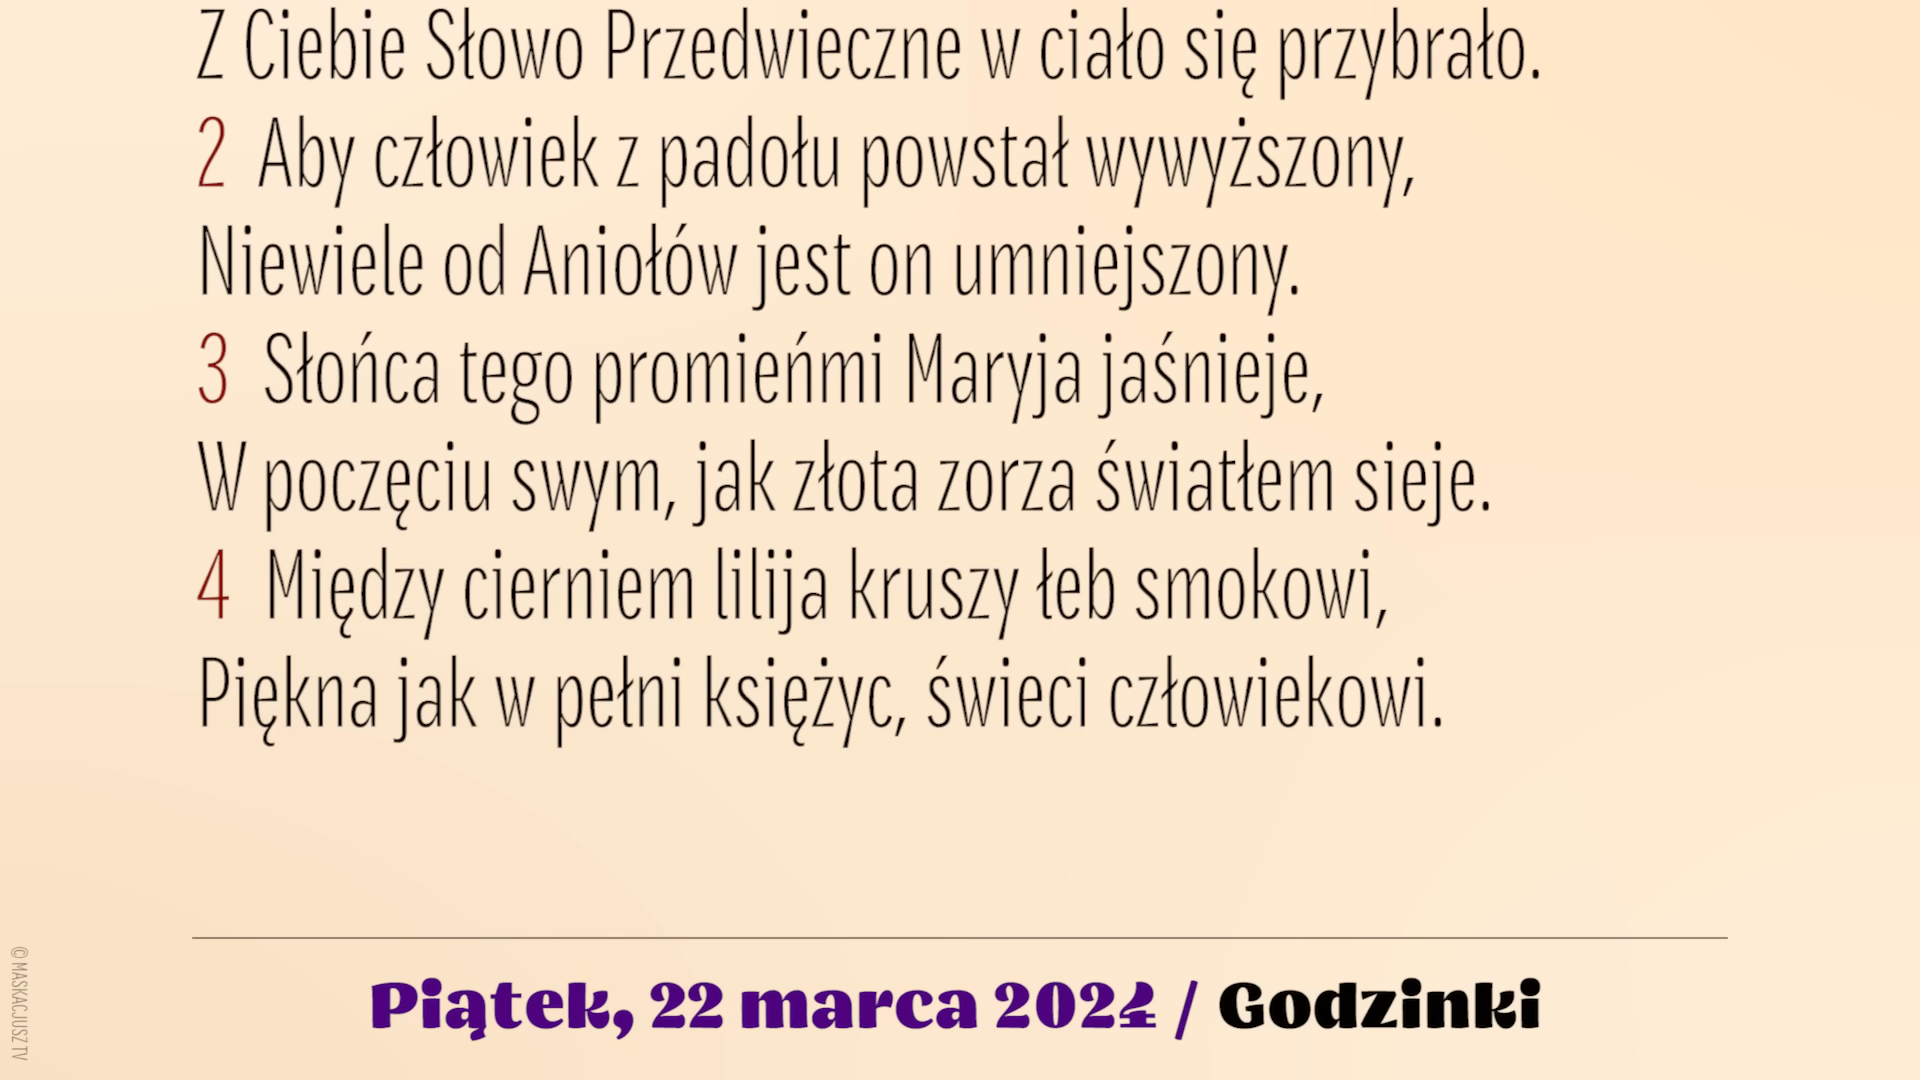 Z Ciebie Słowo Przedwieczne w ciało się przybrało.
2 Aby człowiek z padołu powstał wywyższony,
Niewiele od Aniołów jest on umniejszony.
3 Słońca tego promieńmi Maryja jaśnieje,
W poczęciu swym, jak złota zorza światłem sieje.
4 Między cierniem lilija kruszy łeb smokowi,
Piękna jak w pełni księżyc, świeci człowiekowi.
Piątek, 22 marca 2024 / Godzinki
© MASKACJUSZ TV